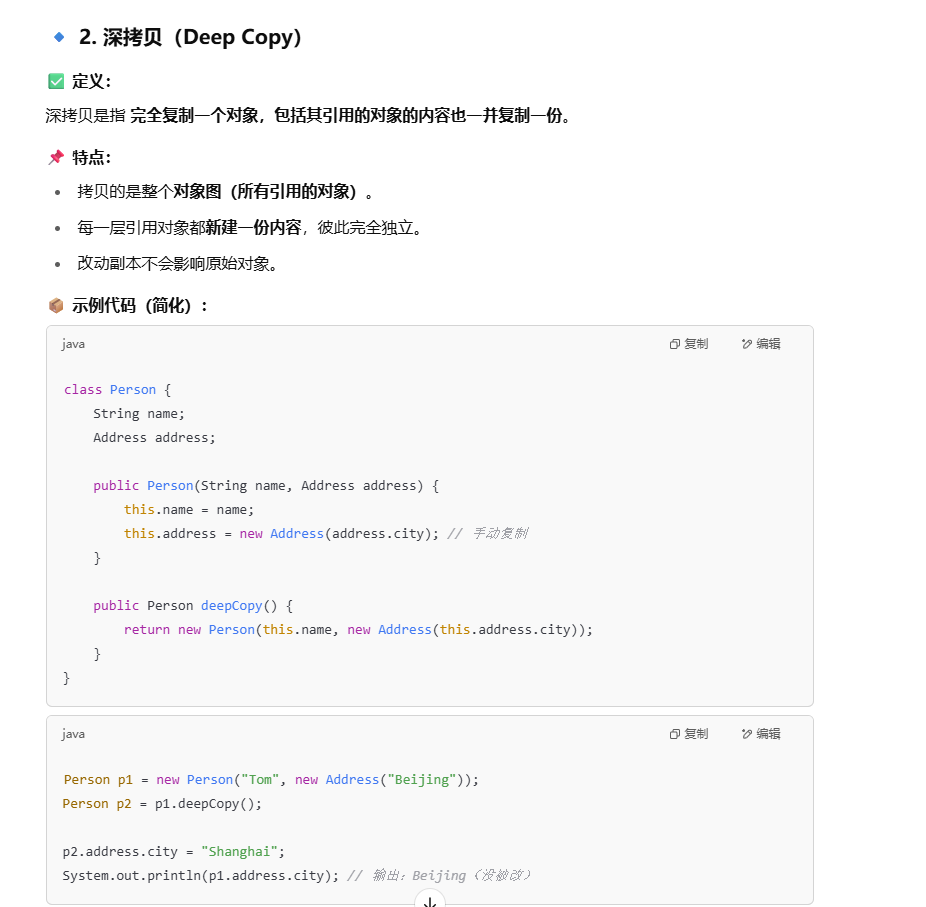 2. 深拷贝（Deep Copy）
定义：
深拷贝是指 完全复制一个对象，包括其引用的对象的内容也一并复制一份。
特点：
拷贝的是整个对象图（所有引用的对象）。
每一层引用对象都新建一份内容，彼此完全独立。
改动副本不会影响原始对象。
示例代码（简化）：
java 复制 编辑
class Person {
    String name;
    Address address;
    public Person(String name, Address address) {
        this.name = name;
        this.address = new Address(address.city); // 手动复制
    }
    public Person deepCopy() {
        return new Person(this.name, new Address(this.address.city));
    }
}
java 复制 编辑
Person p1 = new Person("Tom", new Address("Beijing"));
Person p2 = p1.deepCopy();
p2.address.city = "Shanghai";
System.out.println(p1.address.city); // 输出：Beijing（没被改）